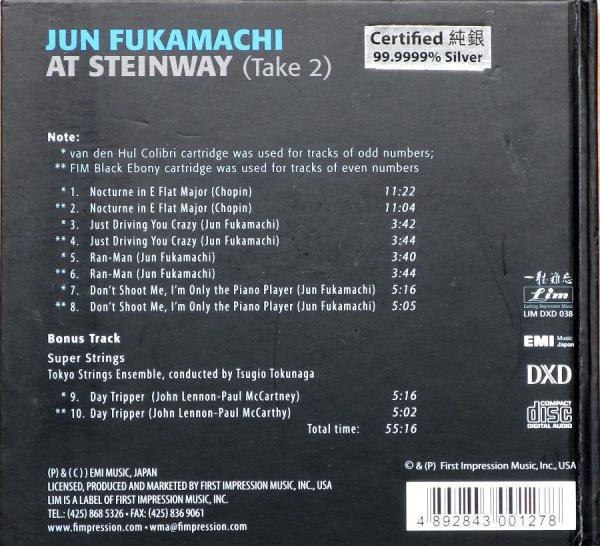 JUN FUKAMACHI
AT STEINWAY (Take 2)
Certified 純銀
99.9999% Silver
Note:
* van den Hul Colibri cartridge was used for tracks of odd numbers;
** FIM Black Ebony cartridge was used for tracks of even numbers
* 1. Nocturne in E Flat Major (Chopin) 11:22
** 2. Nocturne in E Flat Major (Chopin) 11:04
* 3. Just Driving You Crazy (Jun Fukamachi) 3:42
** 4. Just Driving You Crazy (Jun Fukamachi) 3:44
* 5. Ran-Man (Jun Fukamachi) 3:40
** 6. Ran-Man (Jun Fukamachi) 3:44
* 7. Don't Shoot Me, I'm Only the Piano Player (Jun Fukamachi) 5:16
** 8. Don't Shoot Me, I'm Only the Piano Player (Jun Fukamachi) 5:05
Bonus Track
Super Strings
Tokyo Strings Ensemble, conducted by Tsugio Tokunaga
* 9. Day Tripper (John Lennon-Paul McCartney) 5:16
** 10. Day Tripper (John Lennon-Paul McCarthy) 5:02
Total time: 55:16
一聽難忘
Lim
Lasting Impression Music
LIM DXD 038
EMI Music Japan
DXD
COMPACT
disc
DIGITAL AUDIO
(P) & ( C ) ) EMI MUSIC, JAPAN
LICENSED, PRODUCED AND MARKETED BY FIRST IMPRESSION MUSIC, INC., USA
LIM IS A LABEL OF FIRST IMPRESSION MUSIC, INC.
TEL.: (425) 868 5326 • FAX: (425) 836 9061
www.fimpression.com • wma@fimpression.com
© & (P) First Impression Music, Inc., USA
4 892843 001278